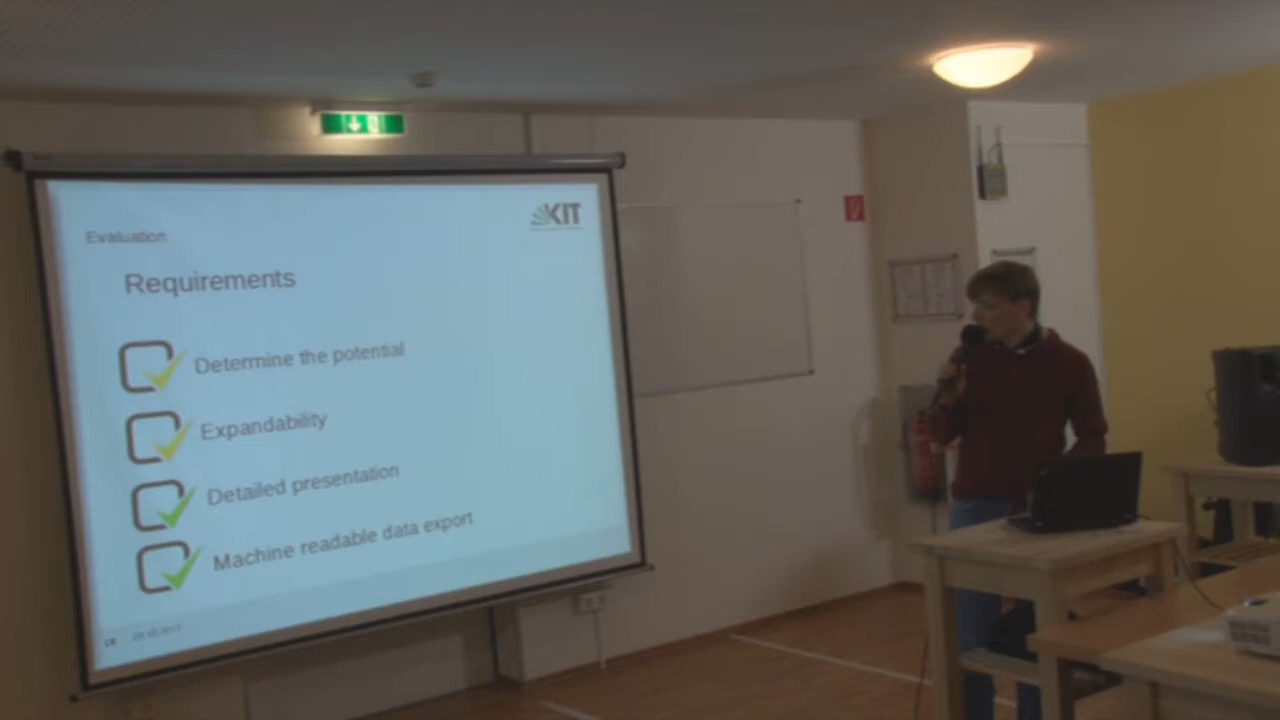 KIT
Evaluation
Requirements
Determine the potential
Expandability
Detailed presentation
Machine readable data export